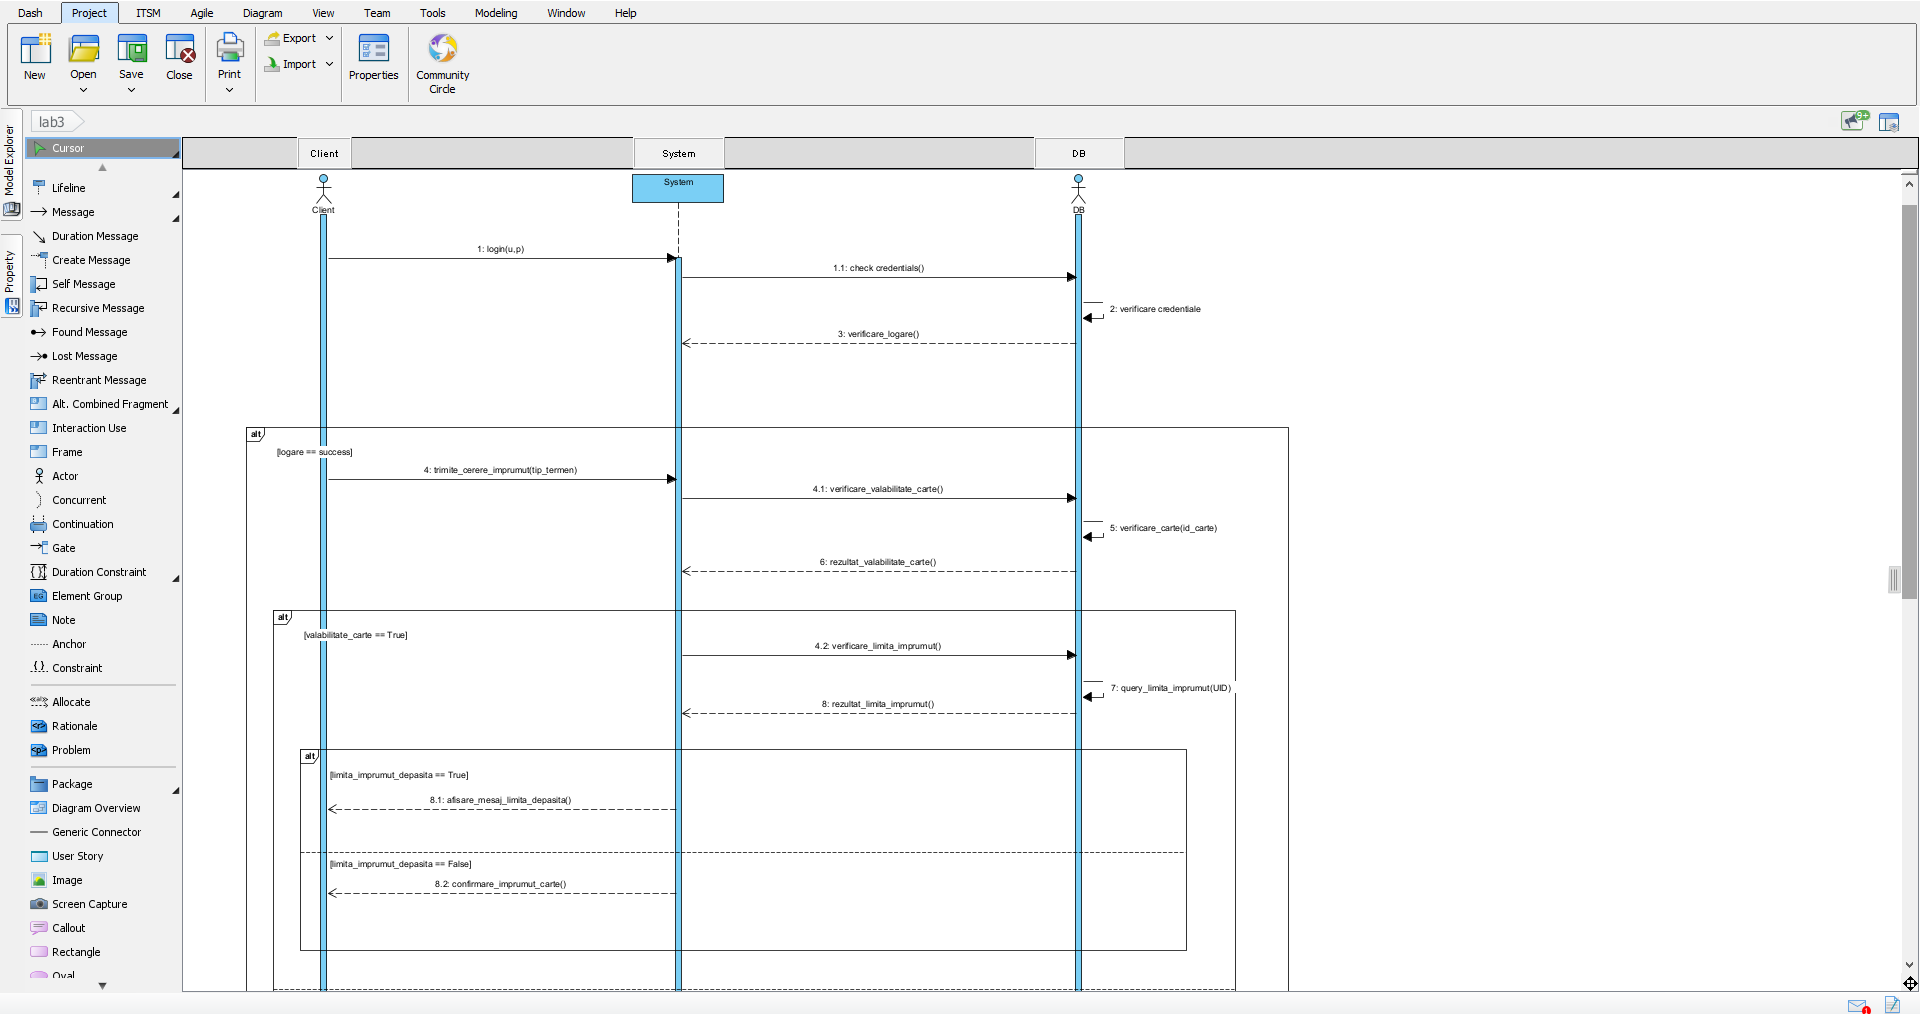 Dash Project ITSM Agile Diagram View Team Tools Modeling Window Help
New Open Save Close Print Export Import Properties Community Circle
lab3
9+
Model Explorer
Property
Cursor
Lifeline
Message
Duration Message
Create Message
Self Message
Recursive Message
Found Message
Lost Message
Reentrant Message
Alt. Combined Fragment
Interaction Use
Frame
Actor
Concurrent
Continuation
Gate
Duration Constraint
EG Element Group
Note
Anchor
Constraint
Allocate
Rationale
Problem
Package
Diagram Overview
Generic Connector
User Story
Image
Screen Capture
Callout
Rectangle
Oval
Client System DB
System
Client DB
1: login(u,p)
1.1: check credentials()
2: verificare credentiale
3: verificare_logare()
alt
[logare == success]
4: trimite_cerere_imprumut(tip_termen)
4.1: verificare_valabilitate_carte()
5: verificare_carte(id_carte)
6: rezultat_valabilitate_carte()
alt
[valabilitate_carte == True]
4.2: verificare_limita_imprumut()
7: query_limita_imprumut(UID)
8: rezultat_limita_imprumut()
alt
[limita_imprumut_depasita == True]
8.1: afisare_mesaj_limita_depasita()
[limita_imprumut_depasita == False]
8.2: confirmare_imprumut_carte()